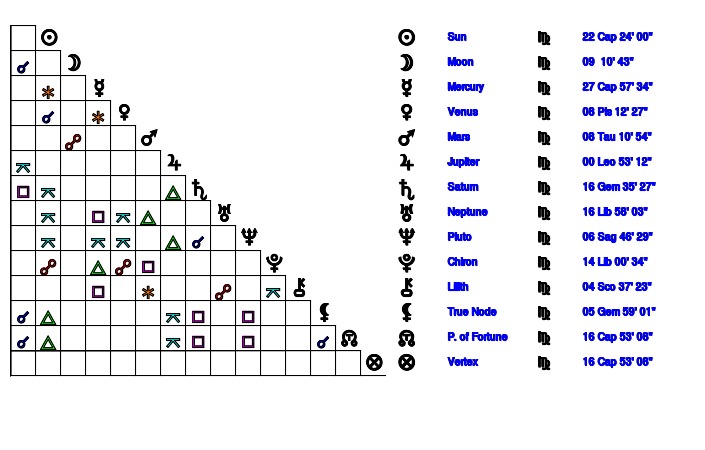 Sun 22 Cap 24' 00"
Moon 09 10' 43"
Mercury 27 Cap 57' 34"
Venus 08 Pis 12' 27"
Mars 08 Tau 10' 54"
Jupiter 00 Leo 53' 12"
Saturn 16 Gem 35' 27"
Neptune 16 Lib 58' 03"
Pluto 06 Sag 46' 29"
Chiron 14 Lib 00' 34"
Lilith 04 Sco 37' 23"
True Node 05 Gem 59' 01"
P. of Fortune 16 Cap 53' 08"
Vertex 16 Cap 53' 08"